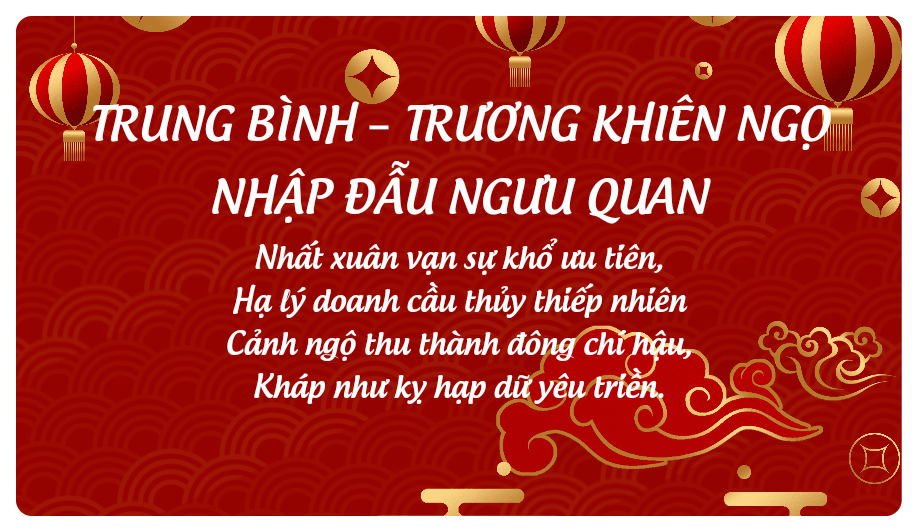 TRUNG BÌNH – TRƯƠNG KHIÊN NGỌ
NHẬP ĐẨU NGƯU QUAN
Nhất xuân vạn sự khổ ưu tiên,
Hạ lý doanh cầu thủy thiếp nhiên
Cảnh ngộ thu thành đông chí hậu,
Kháp như kỵ hạp dữ yêu triền.